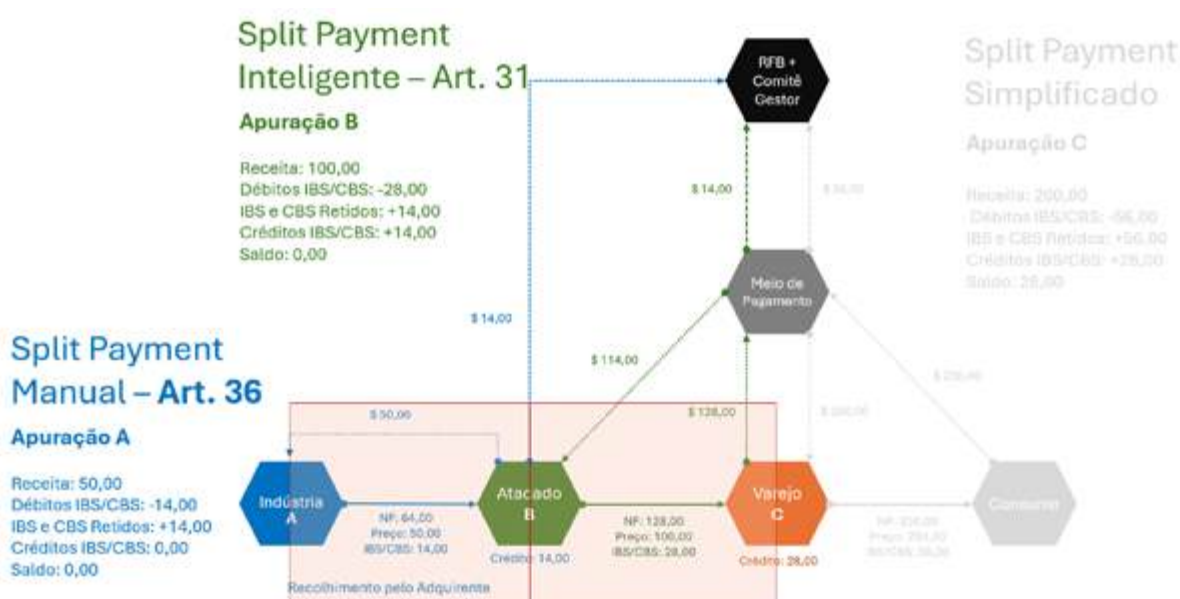 Split Payment
Inteligente – Art. 31
Apuração B
Receita: 100,00
Débitos IBS/CBS: -28,00
IBS e CBS Retidos: +14,00
Créditos IBS/CBS: +14,00
Saldo: 0,00
RFB +
Comitê
Gestor
Split Payment
Simplificado
Apuração C
Receita: 200,00
Débitos IBS/CBS: -56,00
IBS e CBS Retidos: +56,00
Créditos IBS/CBS: +28,00
Saldo: 28,00
$ 14,00
Meio de
Pagamento
$ 14,00
$ 114,00
Split Payment
Manual – Art. 36
Apuração A
Receita: 50,00
Débitos IBS/CBS: -14,00
IBS e CBS Retidos: +14,00
Créditos IBS/CBS: 0,00
Saldo: 0,00
$ 50,00
$ 128,00
Indústria
A
Atacado
B
Varejo
C
Consumo
NF: 64,00
Preço: 50,00
IBS/CBS: 14,00
Crédito: 14,00
NF: 128,00
Preço: 100,00
IBS/CBS: 28,00
Crédito: 28,00
Recolhimento pelo Adquirente